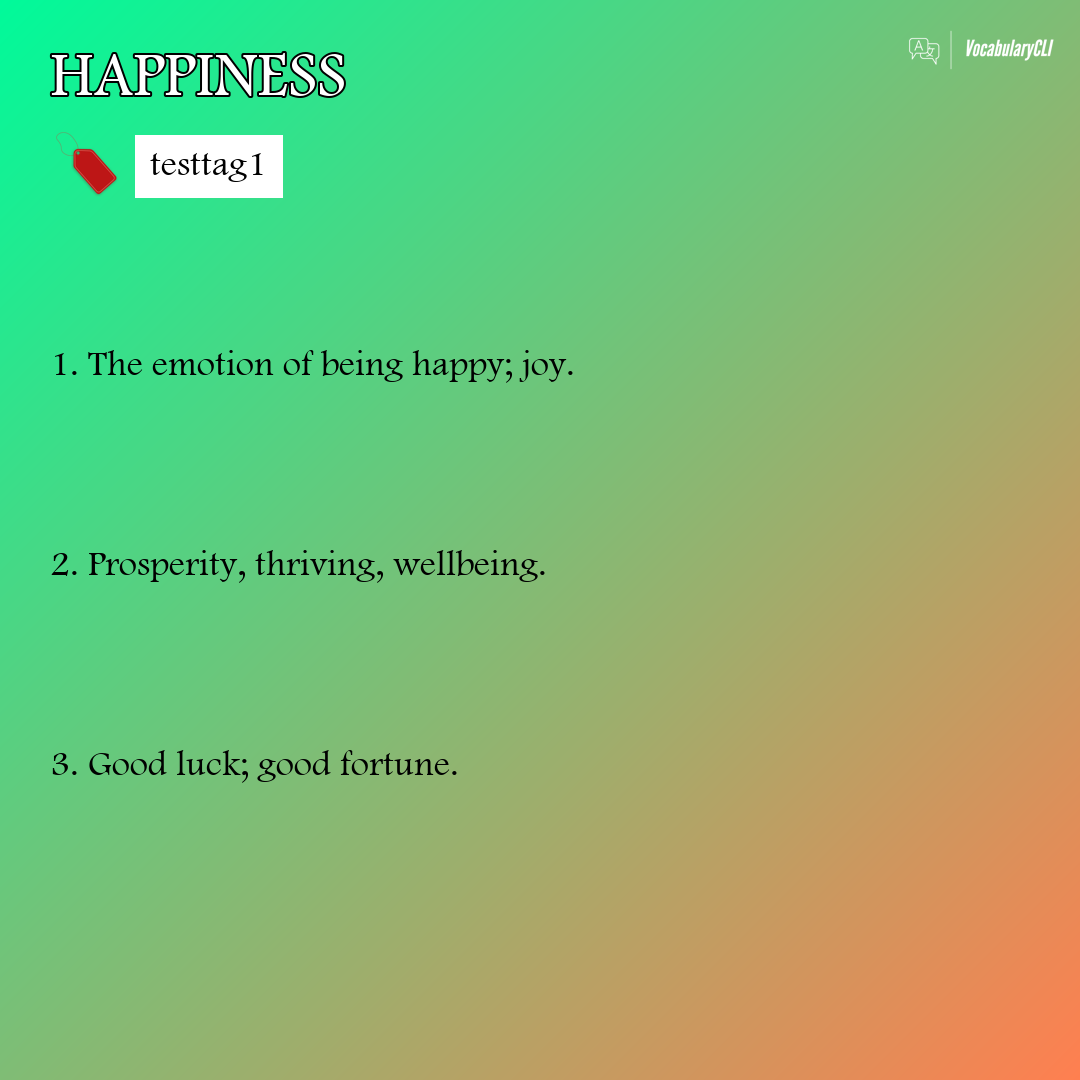 HAPPINESS
VocabularyCLI
testtag1
1. The emotion of being happy; joy.
2. Prosperity, thriving, wellbeing.
3. Good luck; good fortune.